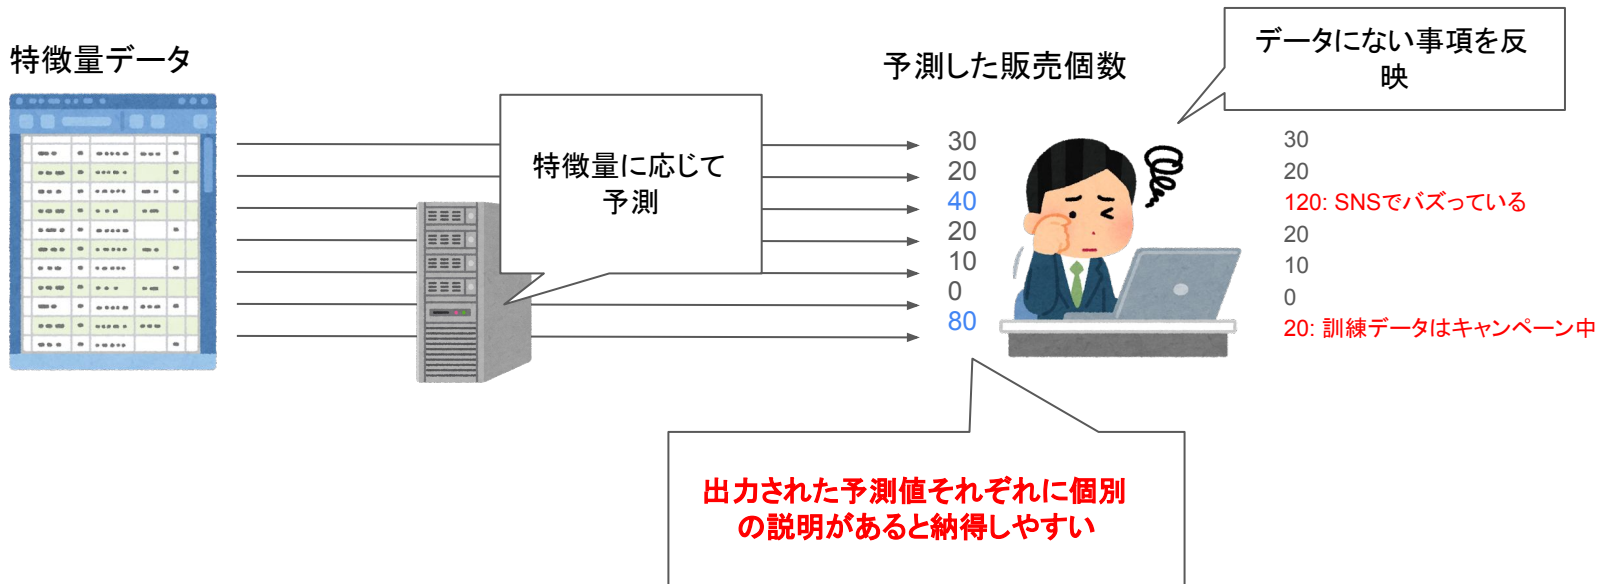 特徴量データ
予測した販売個数
データにない事項を反
映
特徴量に応じて
予測
30
20
40
20
10
0
80
30
20
120: SNSでバズっている
20
10
0
20: 訓練データはキャンペーン中
出力された予測値それぞれに個別
の説明があると納得しやすい